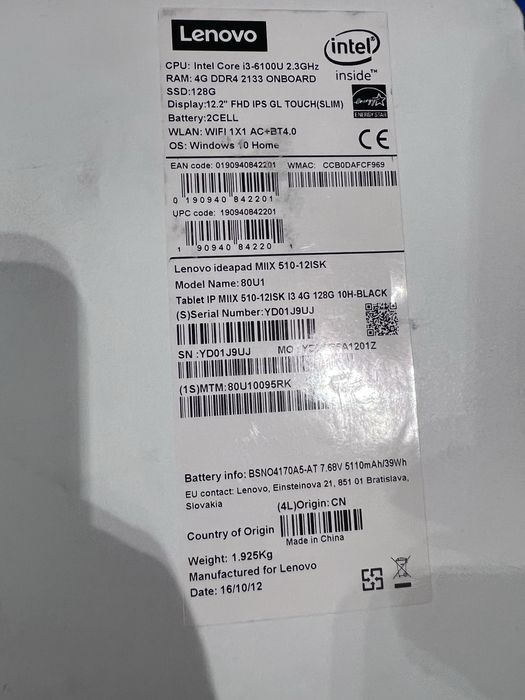 Lenovo
intel
inside™
CPU: Intel Core i3-6100U 2.3GHz
RAM: 4G DDR4 2133 ONBOARD
SSD:128G
Display:12.2" FHD IPS GL TOUCH(SLIM)
Battery:2CELL
WLAN: WIFI 1X1 AC+BT4.0
OS: Windows 10 Home
ENERGY STAR
CE
EAN code: 0190940842201 WMAC: CCB0DAFCF969
0 190940 842201
UPC code: 190940842201
1 90940 84220 1
Lenovo ideapad MIIX 510-12ISK
Model Name: 80U1
Tablet IP MIIX 510-12ISK I3 4G 128G 10H-BLACK
(S)Serial Number:YD01J9UJ
SN :YD01J9UJ MO :
(1S)MTM:80U10095RK
Battery info: BSNO4170A5-AT 7.68V 5110mAh/39Wh
EU contact: Lenovo, Einsteinova 21, 851 01 Bratislava,
Slovakia
(4L)Origin: CN
Country of Origin
Made in China
Weight: 1.925Kg
Manufactured for Lenovo
Date: 16/10/12